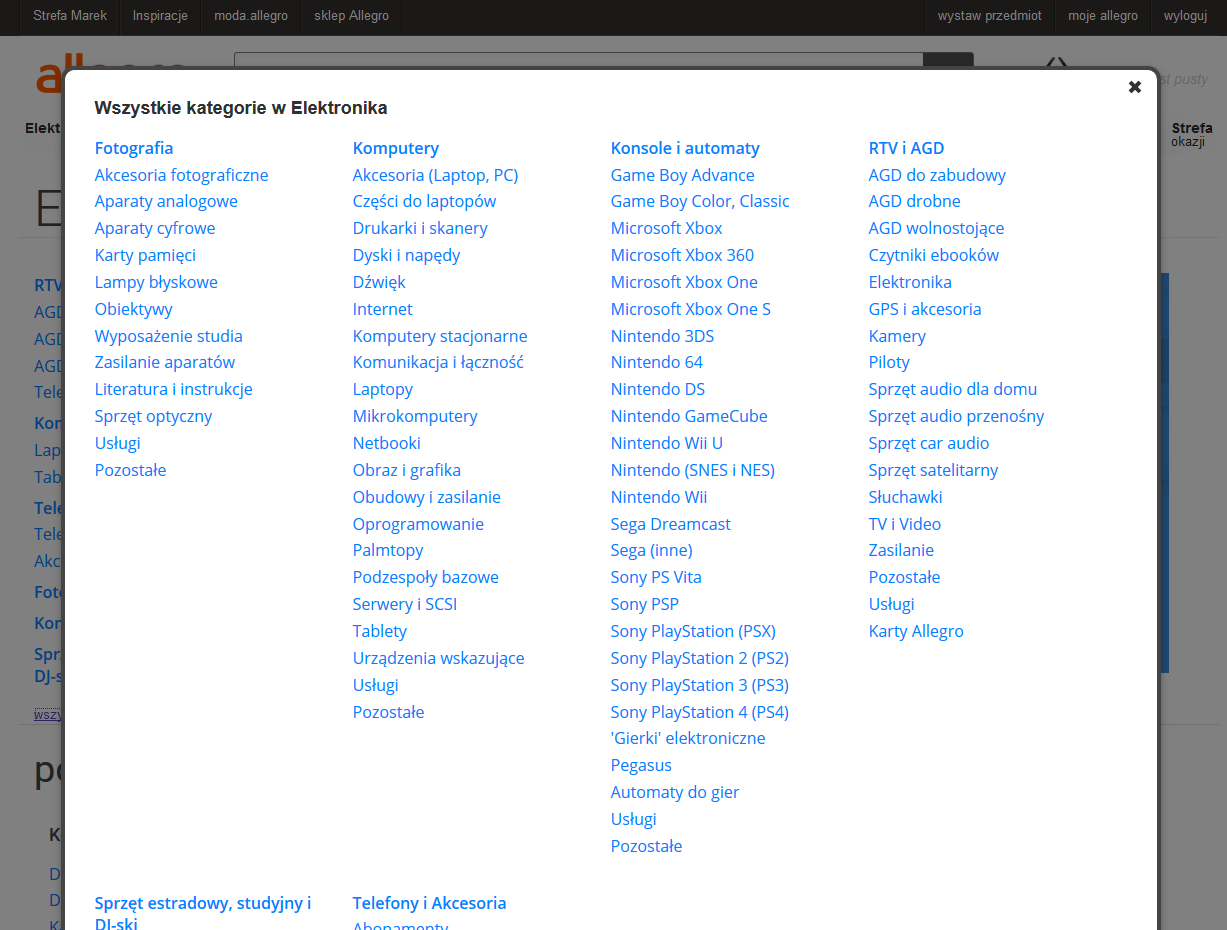 Strefa Marek
Inspiracje
moda.allegro
sklep Allegro
wystaw przedmiot
moje allegro
wyloguj
pusty
Strefa
okazji
Wszystkie kategorie w Elektronika
Fotografia
Akcesoria fotograficzne
Aparaty analogowe
Aparaty cyfrowe
Karty pamięci
Lampy błyskowe
Obiektywy
Wyposażenie studia
Zasilanie aparatów
Literatura i instrukcje
Sprzęt optyczny
Usługi
Pozostałe
Komputery
Akcesoria (Laptop, PC)
Części do laptopów
Drukarki i skanery
Dyski i napędy
Dźwięk
Internet
Komputery stacjonarne
Komunikacja i łączność
Laptopy
Mikrokomputery
Netbooki
Obraz i grafika
Obudowy i zasilanie
Oprogramowanie
Palmtopy
Podzespoły bazowe
Serwery i SCSI
Tablety
Urządzenia wskazujące
Usługi
Pozostałe
Konsole i automaty
Game Boy Advance
Game Boy Color, Classic
Microsoft Xbox
Microsoft Xbox 360
Microsoft Xbox One
Microsoft Xbox One S
Nintendo 3DS
Nintendo 64
Nintendo DS
Nintendo GameCube
Nintendo Wii U
Nintendo (SNES i NES)
Nintendo Wii
Sega Dreamcast
Sega (inne)
Sony PS Vita
Sony PSP
Sony PlayStation (PSX)
Sony PlayStation 2 (PS2)
Sony PlayStation 3 (PS3)
Sony PlayStation 4 (PS4)
'Gierki' elektroniczne
Pegasus
Automaty do gier
Usługi
Pozostałe
RTV i AGD
AGD do zabudowy
AGD drobne
AGD wolnostojące
Czytniki ebooków
Elektronika
GPS i akcesoria
Kamery
Piloty
Sprzęt audio dla domu
Sprzęt audio przenośny
Sprzęt car audio
Sprzęt satelitarny
Słuchawki
TV i Video
Zasilanie
Pozostałe
Usługi
Karty Allegro
Sprzęt estradowy, studyjny i
DJ-ski
Telefony i Akcesoria
Abonamenty